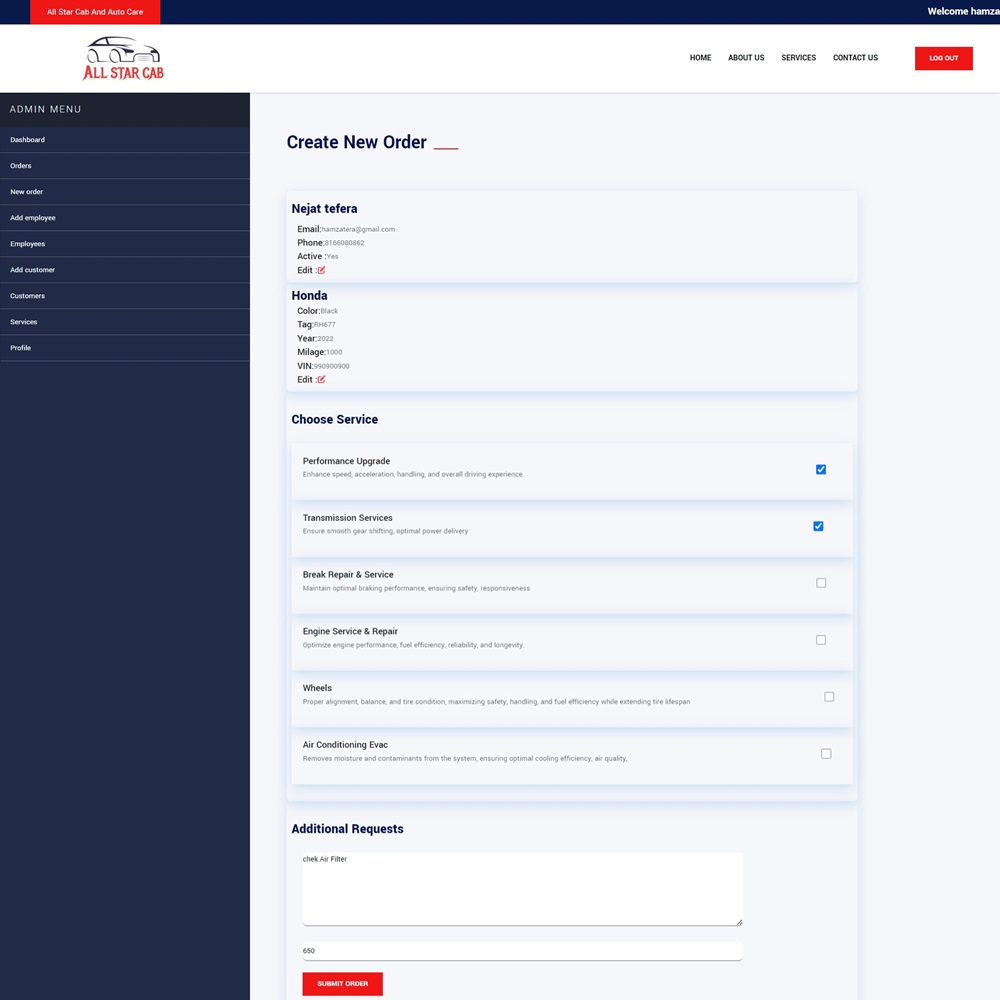 All Star Cab And Auto Care
Welcome hamza
ALL STAR CAB
HOME
ABOUT US
SERVICES
CONTACT US
LOG OUT
ADMIN MENU
Dashboard
Orders
New order
Add employee
Employees
Add customer
Customers
Services
Profile
Create New Order
Nejat tefera
Email:hamzatera@gmail.com
Phone:8166080862
Active :Yes
Edit :
Honda
Color:Black
Tag:RH677
Year:2022
Milage:1000
VIN:990900900
Edit :
Choose Service
Performance Upgrade
Enhance speed, acceleration, handling, and overall driving experience.
Transmission Services
Ensure smooth gear shifting, optimal power delivery
Break Repair & Service
Maintain optimal braking performance, ensuring safety, responsiveness
Engine Service & Repair
Optimize engine performance, fuel efficiency, reliability, and longevity.
Wheels
Proper alignment, balance, and tire condition, maximizing safety, handling, and fuel efficiency while extending tire lifespan
Air Conditioning Evac
Removes moisture and contaminants from the system, ensuring optimal cooling efficiency, air quality,
Additional Requests
chek Air Filter
650
SUBMIT ORDER